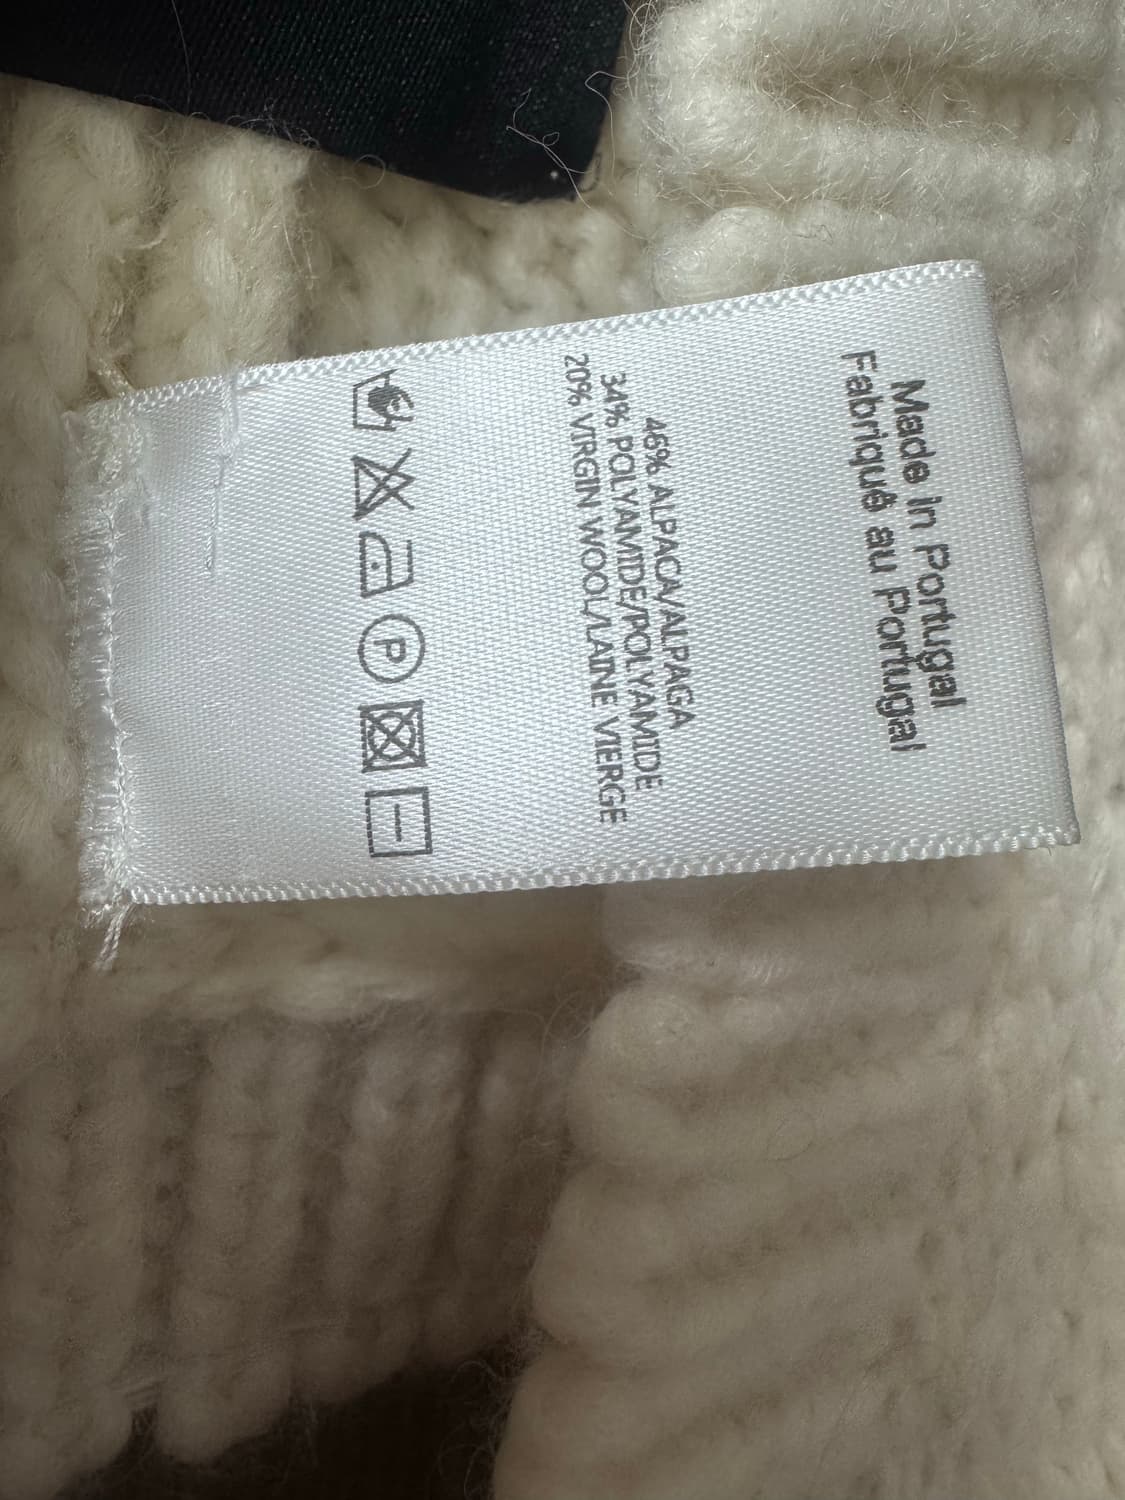 Made in Portugal
Fabriqué au Portugal
46% ALPACA/ALPAGA
34% POLYAMIDE/POLYAMIDE
20% VIRGIN WOOL/LAINE VIERGE
P